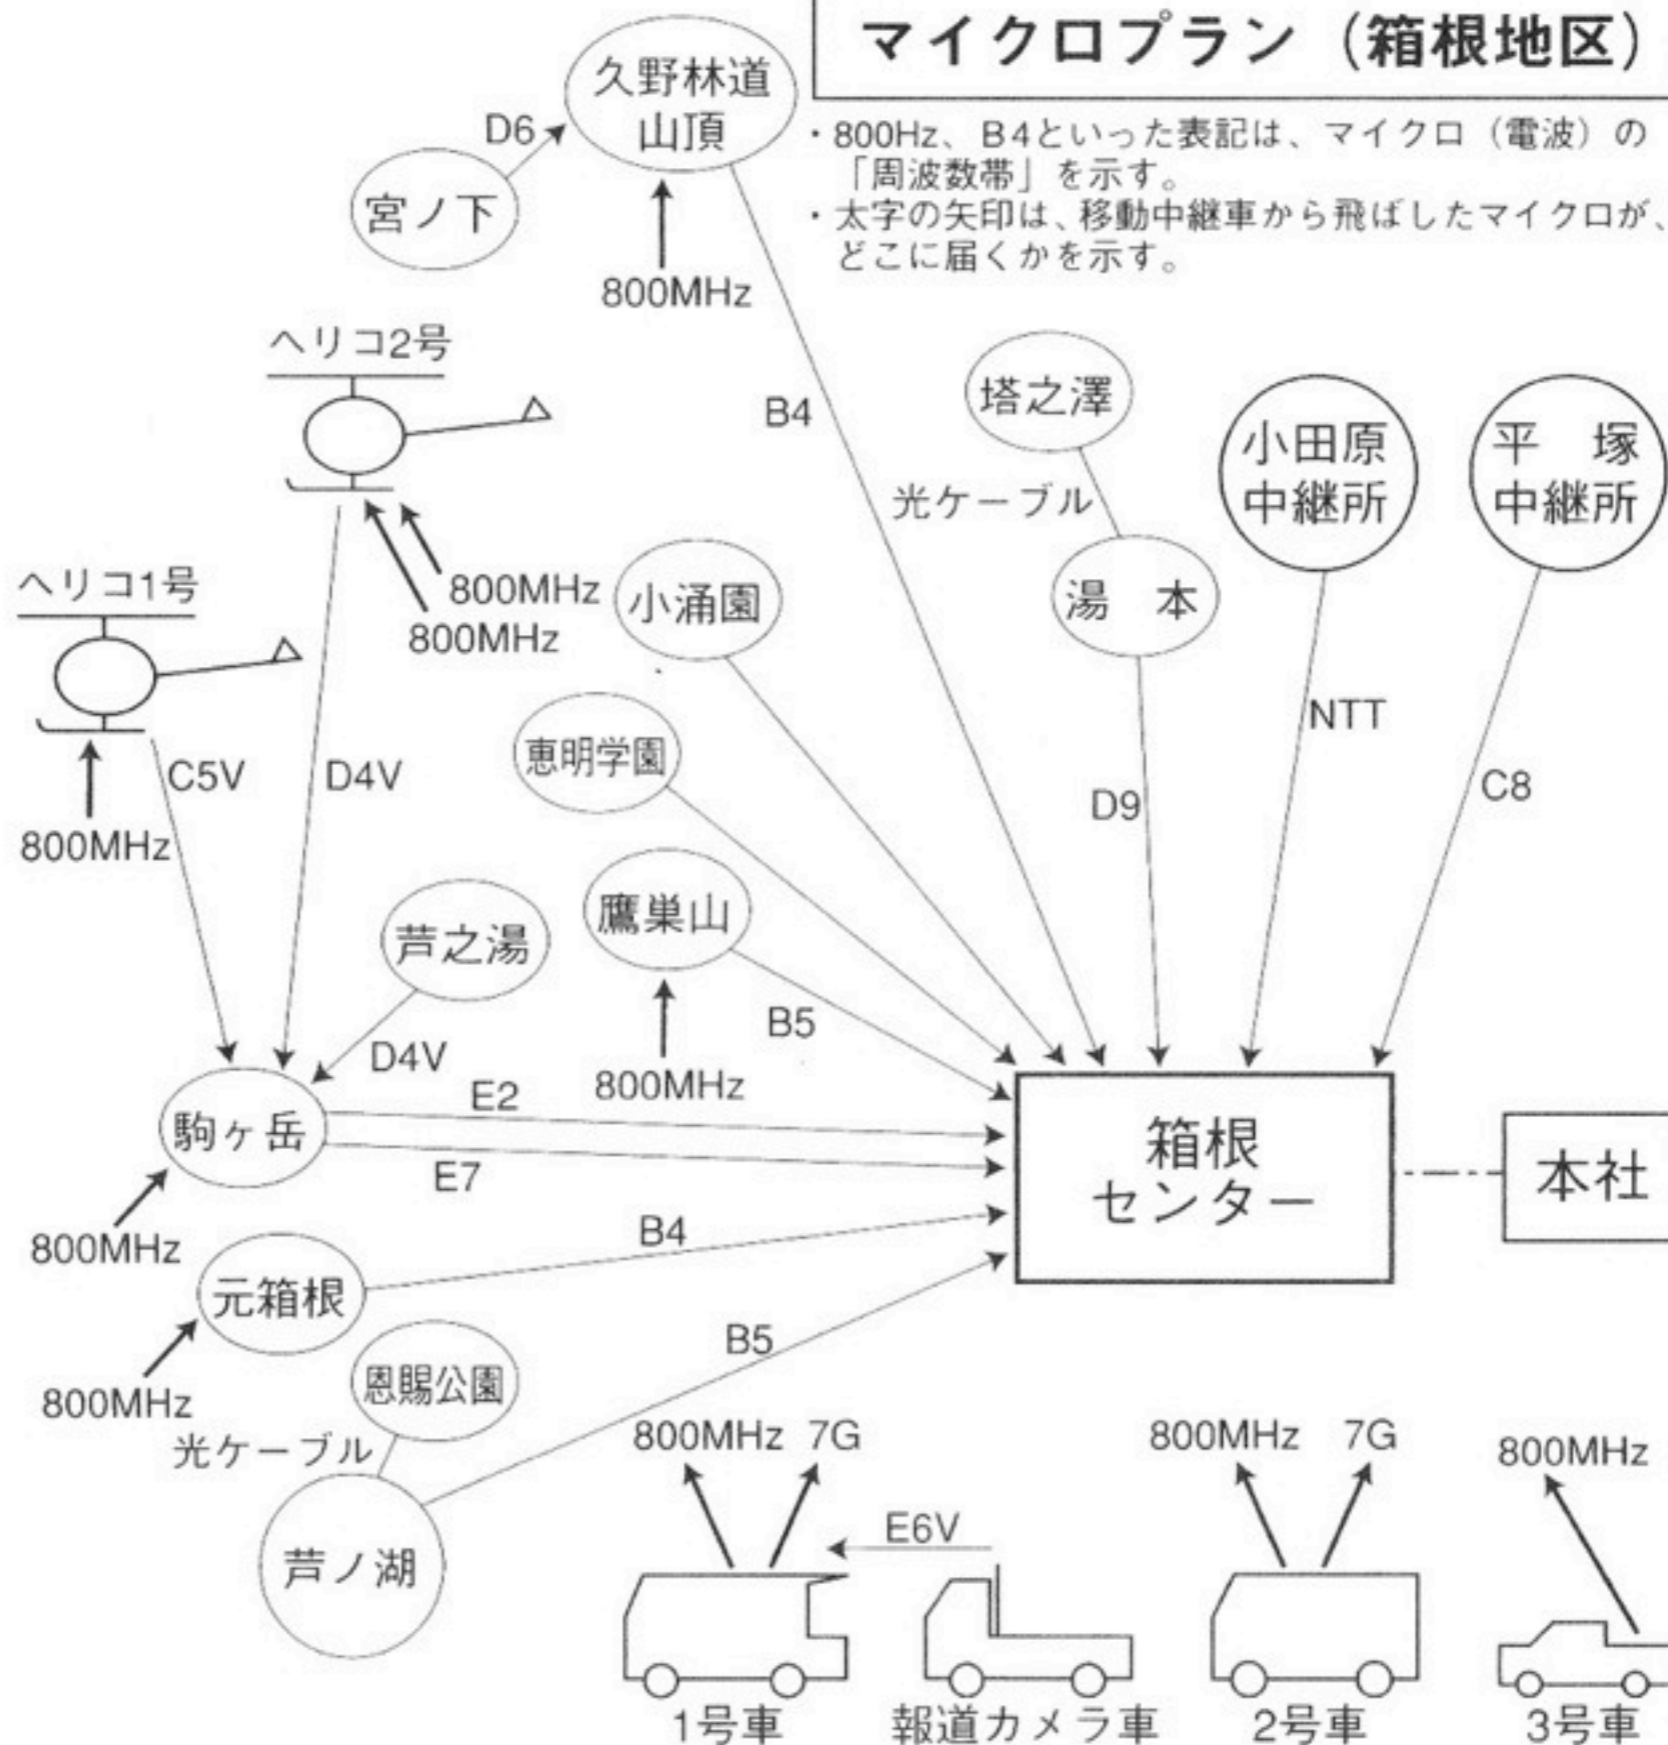 マイクロプラン（箱根地区）
・800Hz、B4といった表記は、マイクロ（電波）の
「周波数帯」を示す。
・太字の矢印は、移動中継車から飛ばしたマイクロが、
どこに届くかを示す。
久野林道
山頂
D6
宮ノ下
800MHz
ヘリコ2号
B4
塔之澤
小田原
中継所
平　塚
中継所
光ケーブル
ヘリコ1号
800MHz
800MHz
小涌園
湯　本
恵明学園
NTT
C5V
D4V
D9
C8
800MHz
鷹巣山
芦之湯
B5
D4V
800MHz
E2
駒ヶ岳
箱根
センター
本社
E7
800MHz
B4
元箱根
B5
恩賜公園
800MHz
光ケーブル
芦ノ湖
800MHz 7G
800MHz 7G
800MHz
E6V
1号車
報道カメラ車
2号車
3号車